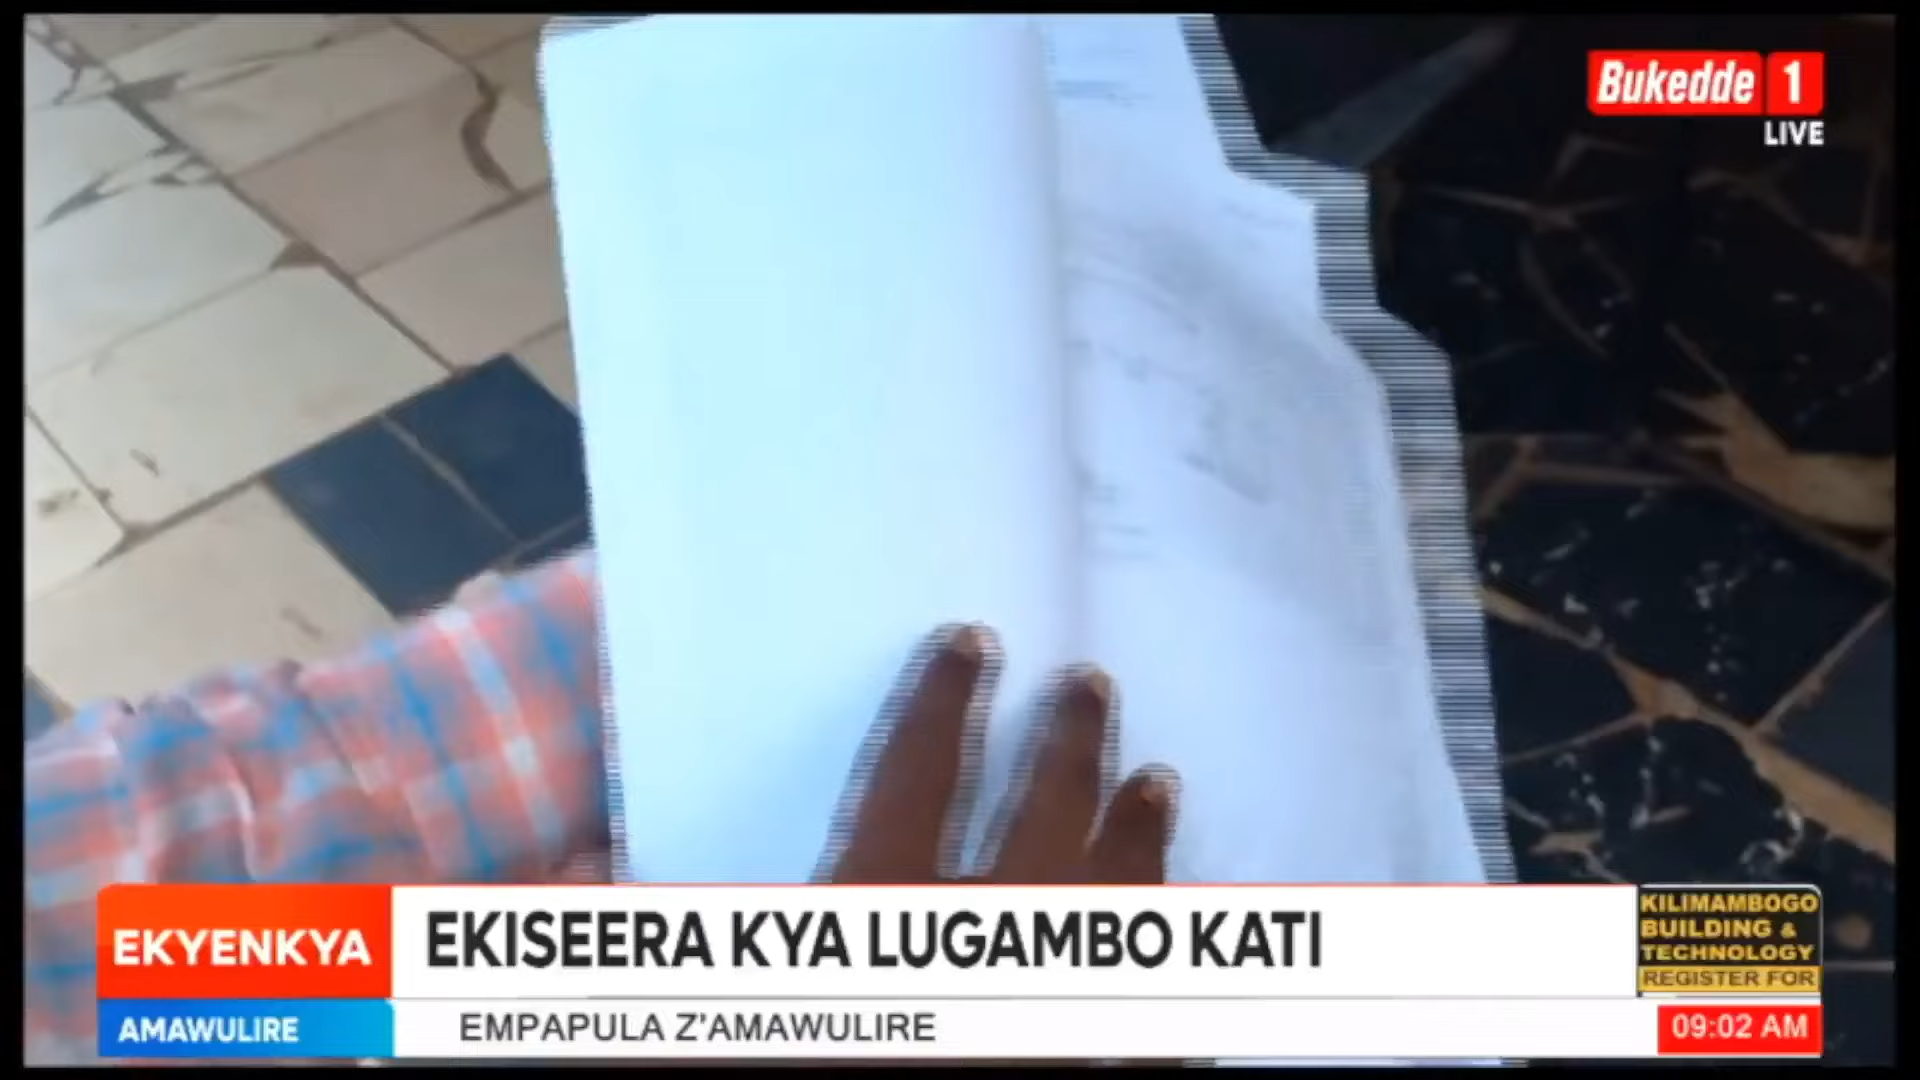 Bukedde 1
LIVE
EKYENKYA
EKISEERA KYA LUGAMBO KATI
KILIMAMBOGO
BUILDING &
TECHNOLOGY
REGISTER FOR
AMAWULIRE
EMPAPULA Z'AMAWULIRE
09:02 AM